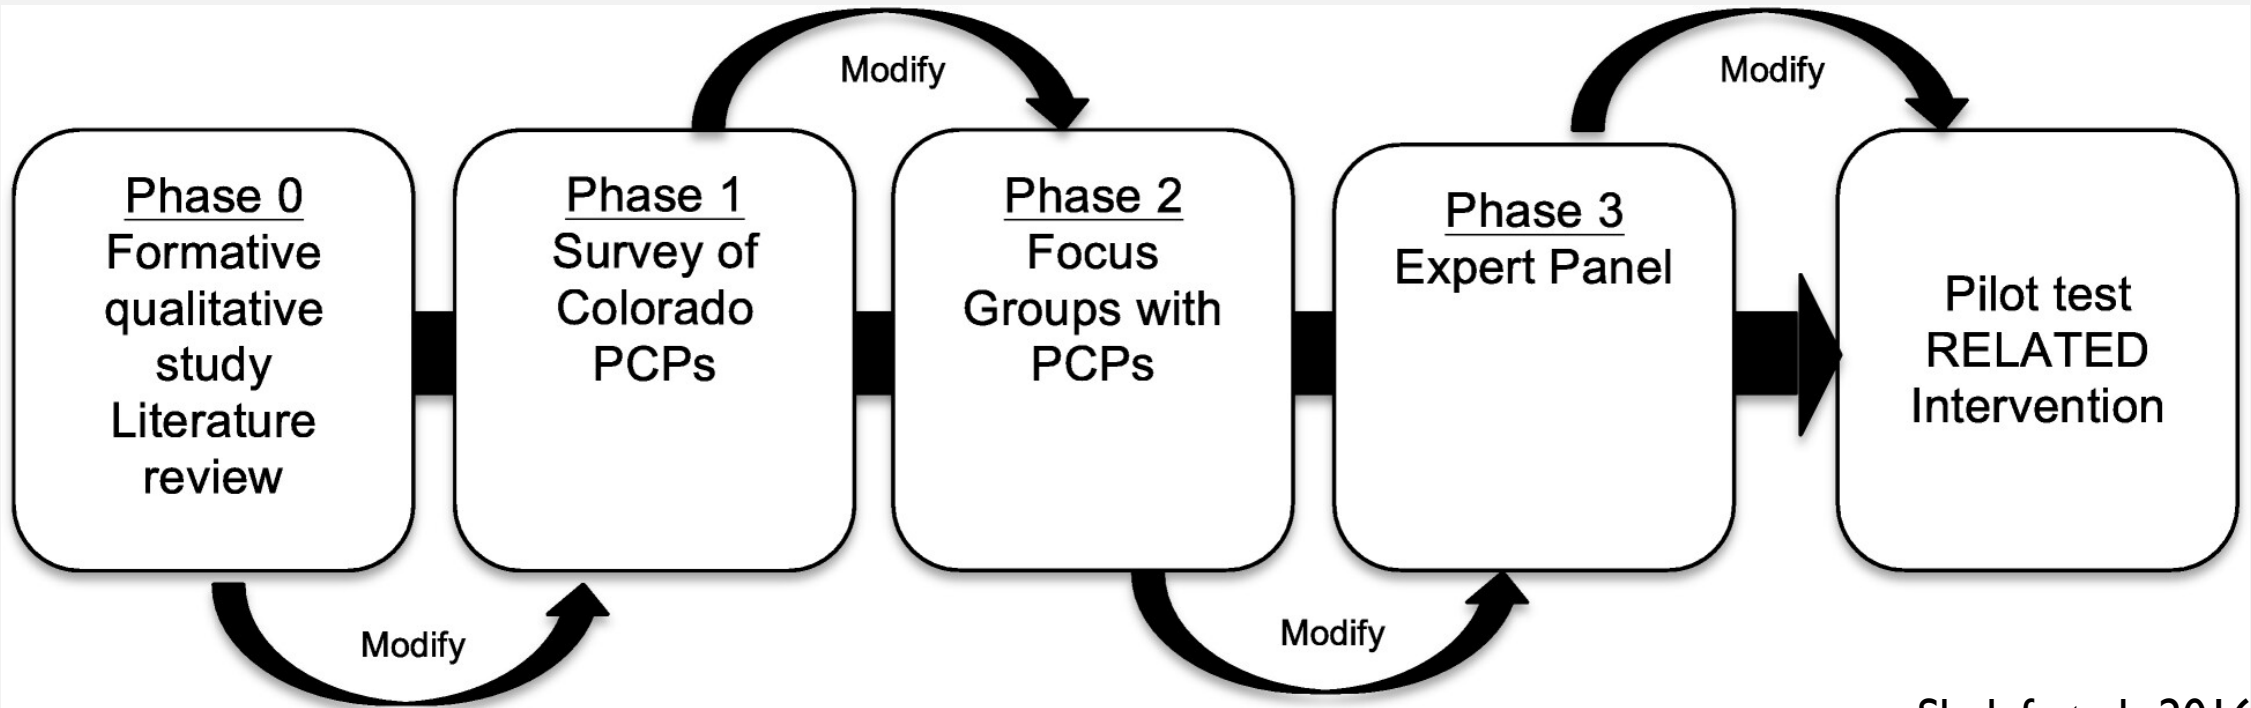 Modify
Modify
Phase 0
Formative
qualitative
study
Literature
review
Phase 1
Survey of
Colorado
PCPs
Phase 2
Focus
Groups with
PCPs
Phase 3
Expert Panel
Pilot test
RELATED
Intervention
Modify
Modify